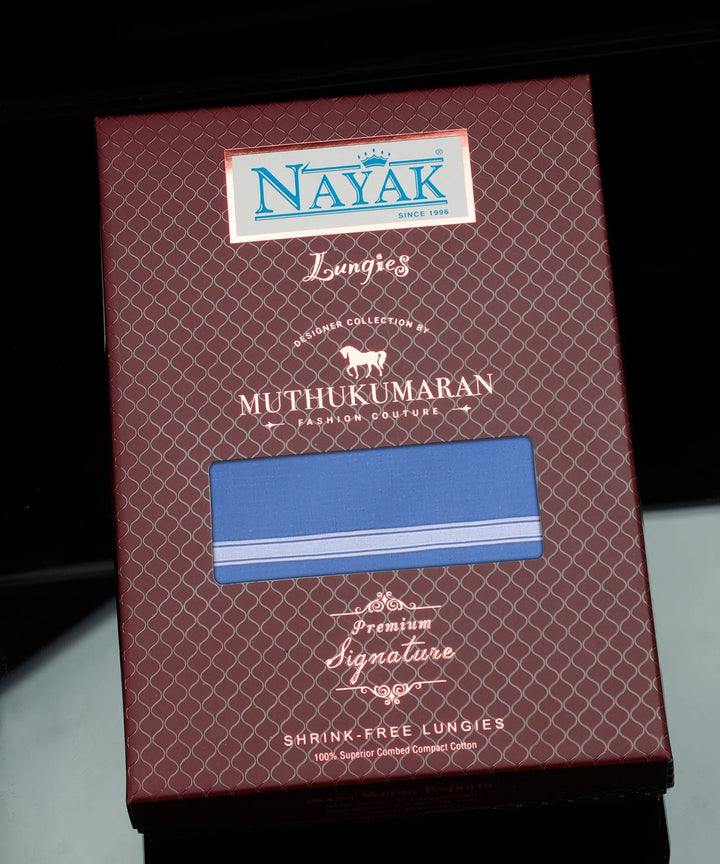 NAYAK ®
SINCE 1996
Lungies
DESIGNER COLLECTION BY
MUTHUKUMARAN
FASHION COUTURE
Premium
Signature
SHRINK-FREE LUNGIES
100% Superior Combed Compact Cotton
Exports